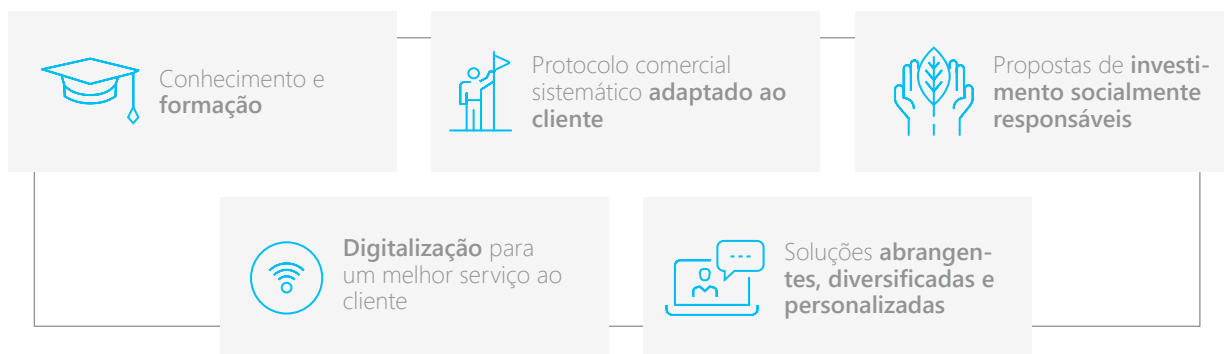 Conhecimento e
formação
Protocolo comercial
sistemático adaptado ao
cliente
Propostas de investi-
mento socialmente
responsáveis
Digitalização para
um melhor serviço ao
cliente
Soluções abrangen-
tes, diversificadas e
personalizadas